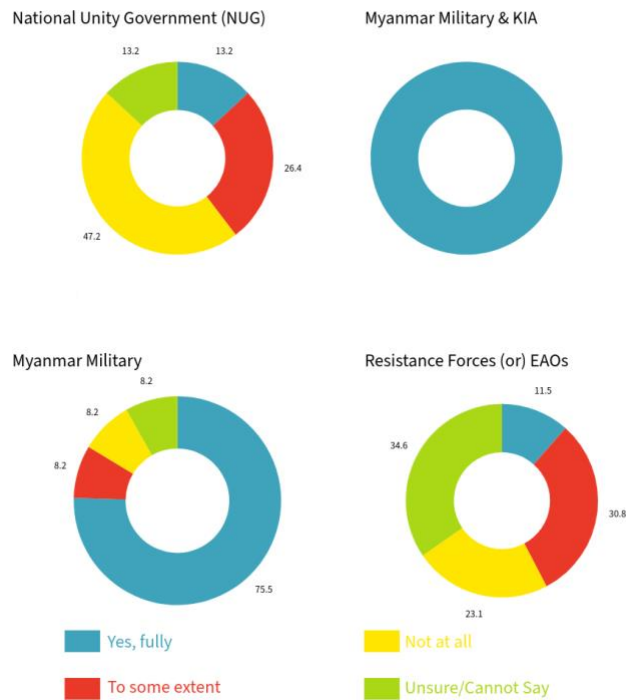 National Unity Government (NUG)
13.2
13.2
26.4
47.2
Myanmar Military & KIA
Myanmar Military
8.2
8.2
8.2
75.5
Resistance Forces (or) EAOs
11.5
34.6
30.8
23.1
Yes, fully
Not at all
To some extent
Unsure/Cannot Say